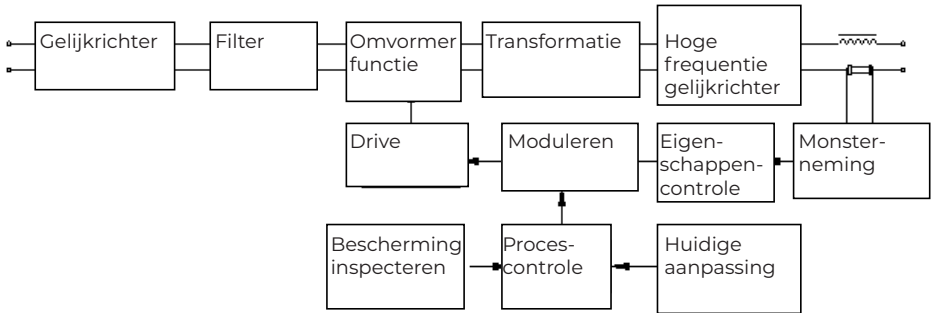 Gelijkrichter
Filter
Omvormer
functie
Transformatie
Hoge
frequentie
gelijkrichter
Drive
Moduleren
Eigen-
schappen-
controle
Monster-
neming
Bescherming
inspecteren
Proces-
controle
Huidige
aanpassing